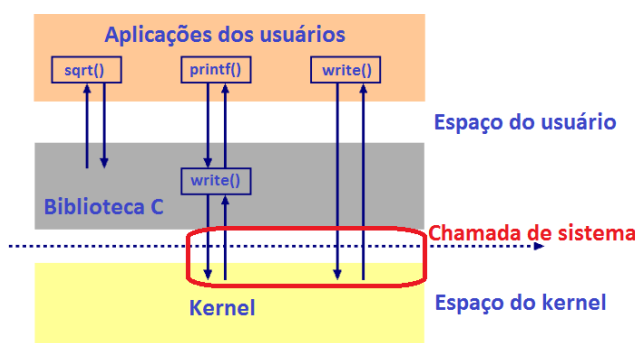 Aplicações dos usuários
sqrt()
printf()
write()
Espaço do usuário
write()
Biblioteca C
Chamada de sistema
Kernel
Espaço do kernel